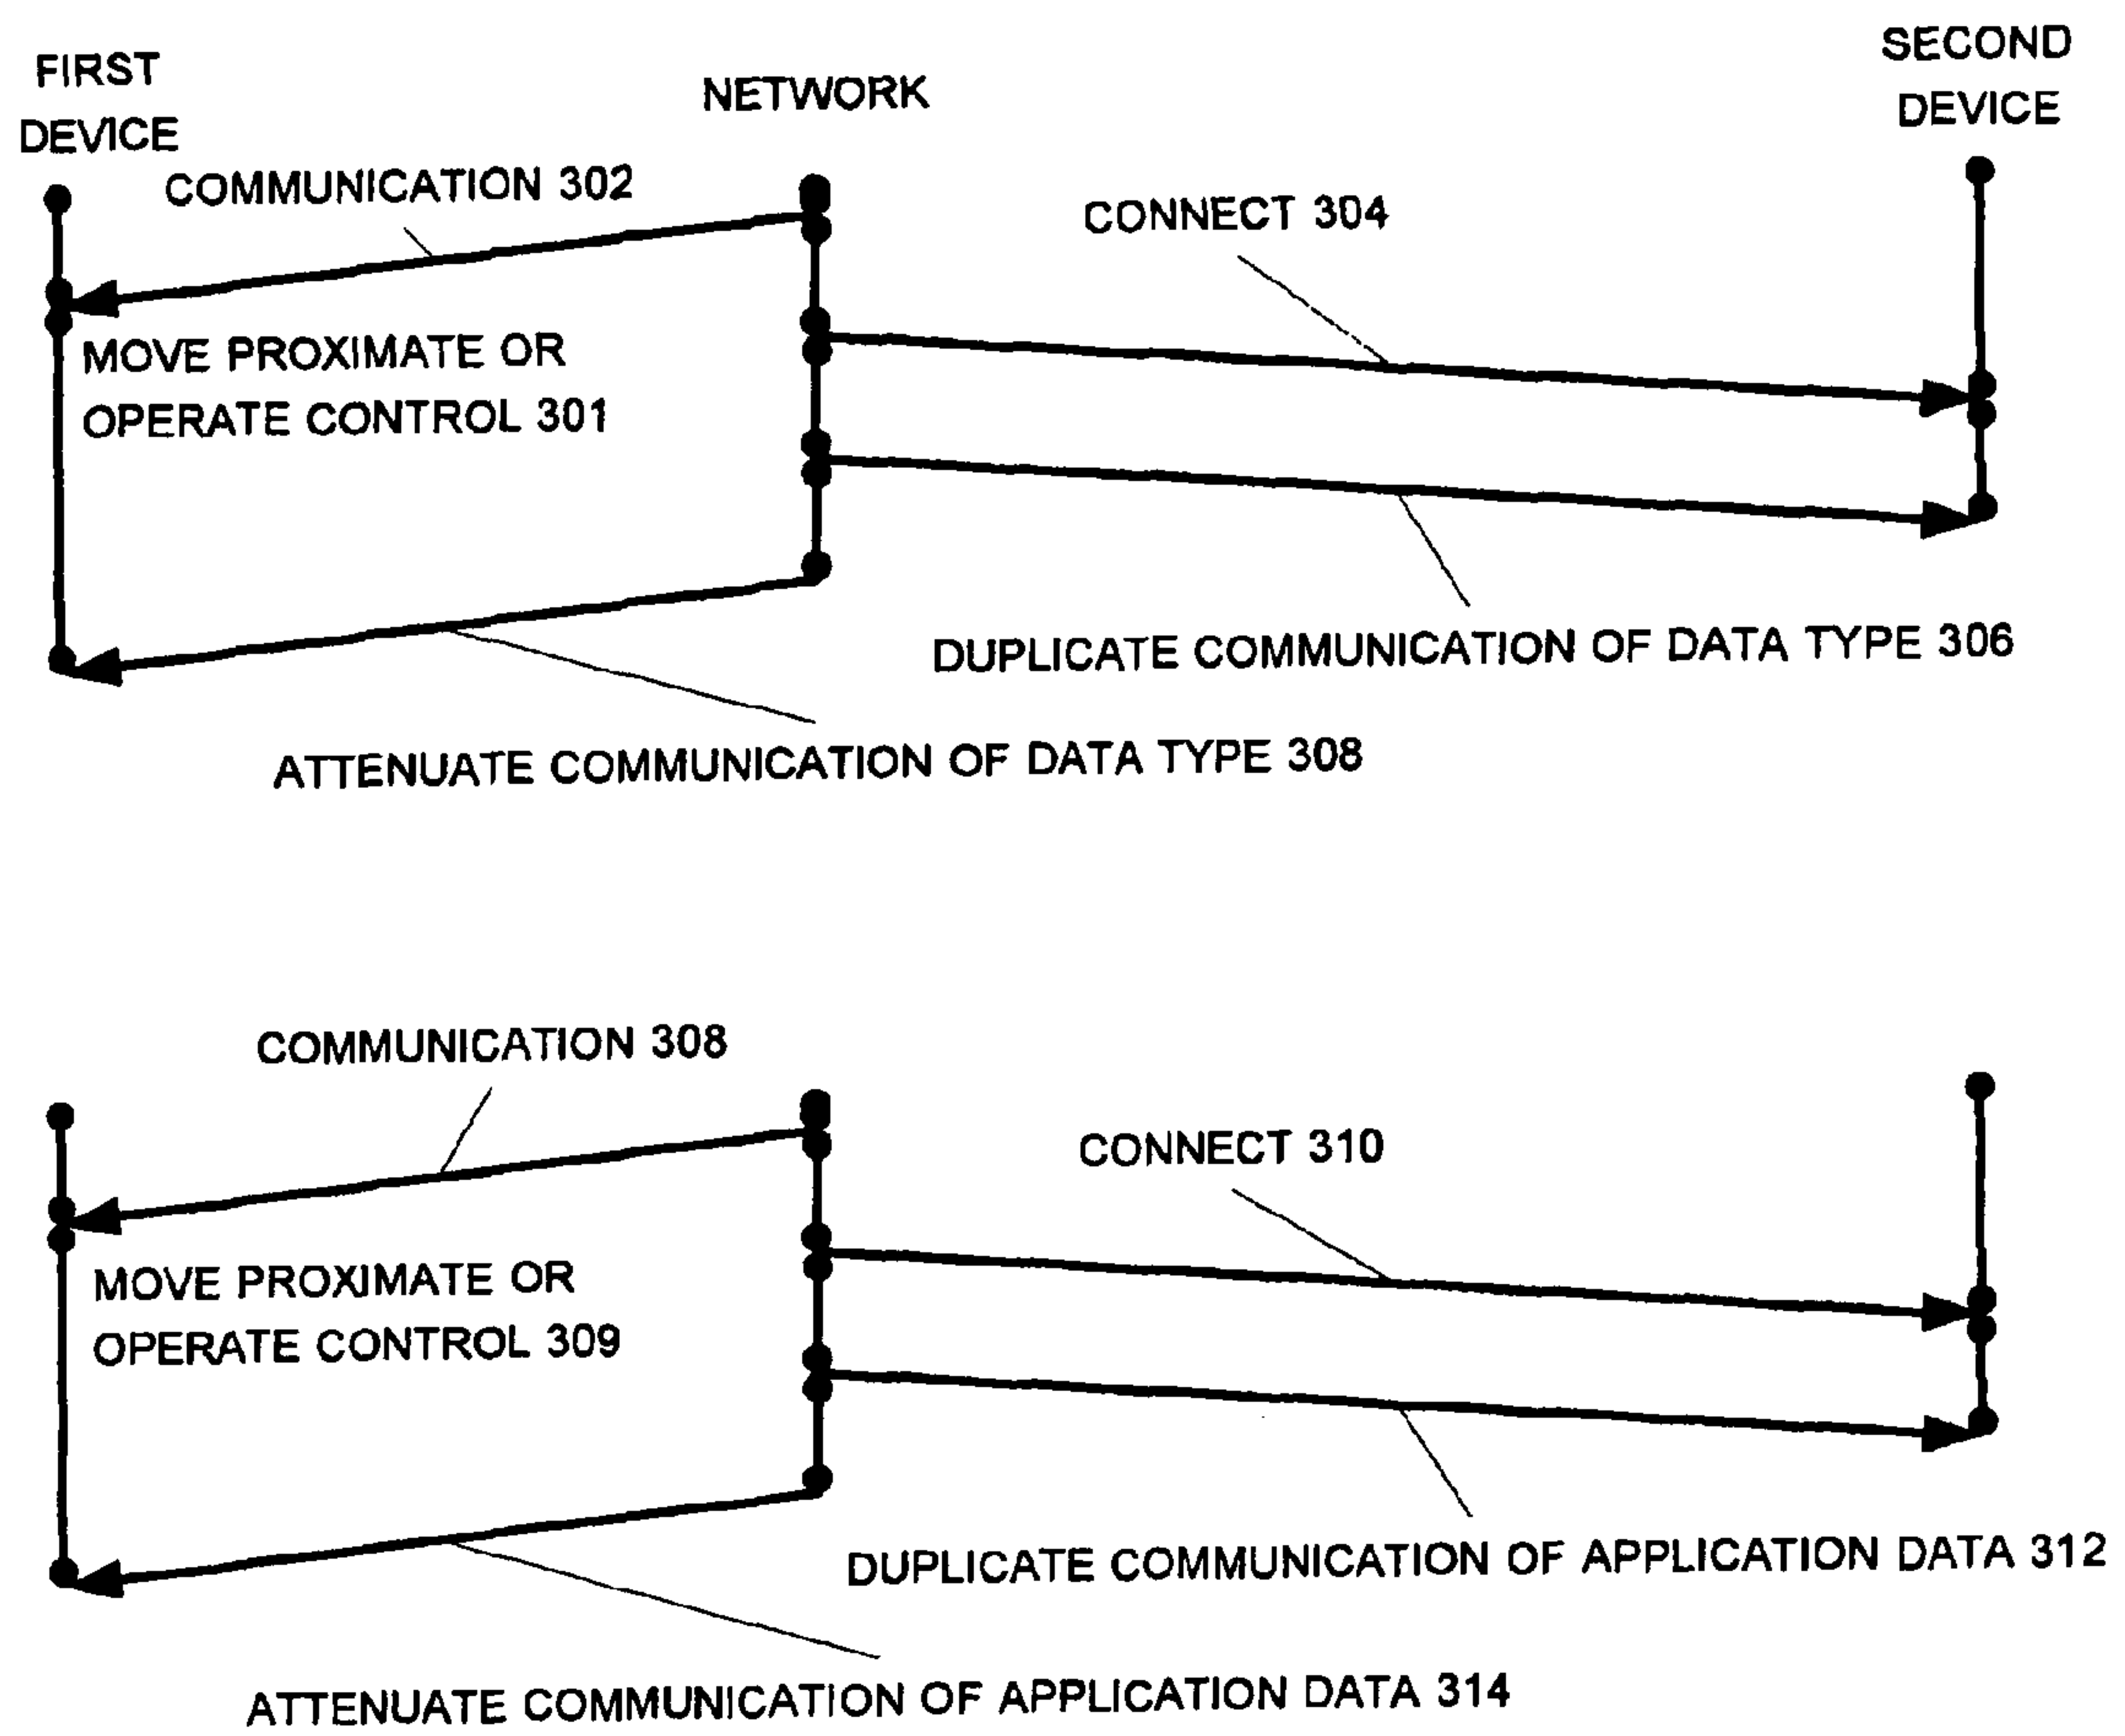 FIRST
DEVICE
NETWORK
SECOND
DEVICE
COMMUNICATION 302
CONNECT 304
MOVE PROXIMATE OR
OPERATE CONTROL 301
DUPLICATE COMMUNICATION OF DATA TYPE 306
ATTENUATE COMMUNICATION OF DATA TYPE 308
COMMUNICATION 308
CONNECT 310
MOVE PROXIMATE OR
OPERATE CONTROL 309
DUPLICATE COMMUNICATION OF APPLICATION DATA 312
ATTENUATE COMMUNICATION OF APPLICATION DATA 314